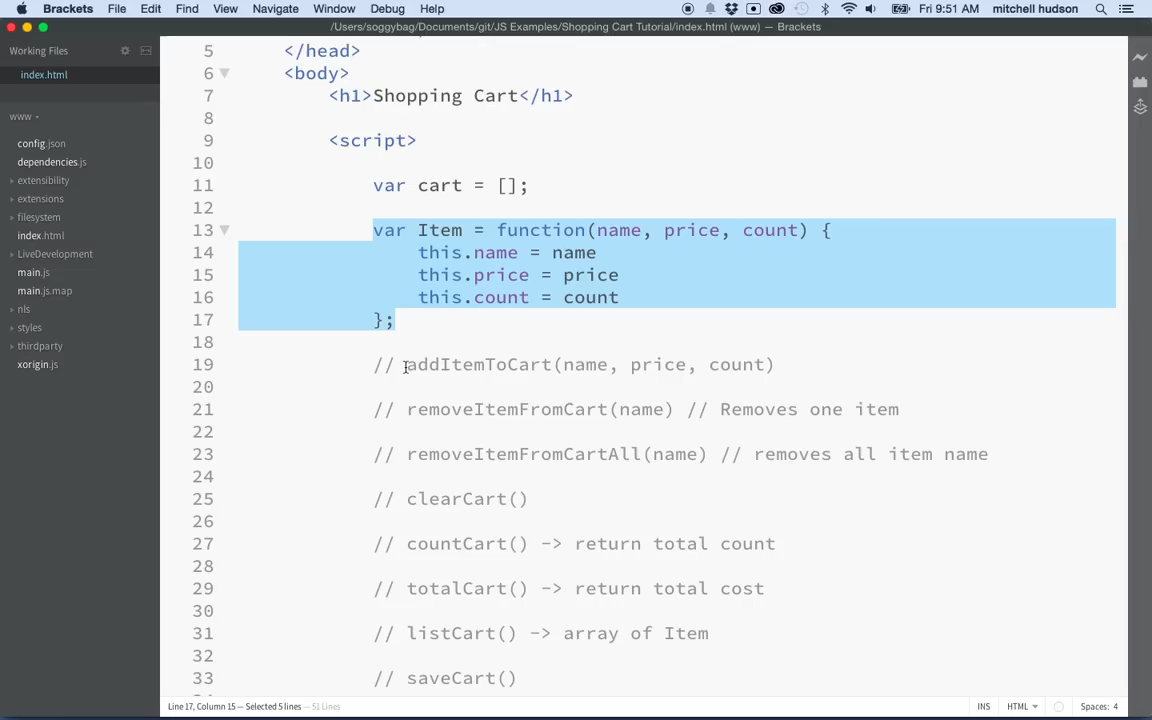 Brackets File Edit Find View Navigate Window Debug Help Fri 9:51 AM mitchell hudson
/Users/soggybag/Documents/git/JS Examples/Shopping Cart Tutorial/index.html (www) — Brackets
Working Files
index.html
www
config.json
dependencies.js
extensibility
extensions
filesystem
index.html
LiveDevelopment
main.js
main.js.map
nls
styles
thirdparty
xorigin.js
5 </head>
6 <body>
7 <h1>Shopping Cart</h1>
8
9 <script>
10
11 var cart = [];
12
13 var Item = function(name, price, count) {
14 this.name = name
15 this.price = price
16 this.count = count
17 };
18
19 // addItemToCart(name, price, count)
20
21 // removeItemFromCart(name) // Removes one item
22
23 // removeItemFromCartAll(name) // removes all item name
24
25 // clearCart()
26
27 // countCart() -> return total count
28
29 // totalCart() -> return total cost
30
31 // listCart() -> array of Item
32
33 // saveCart()
Line 17, Column 15 — Selected 5 lines — 51 Lines INS HTML Spaces: 4